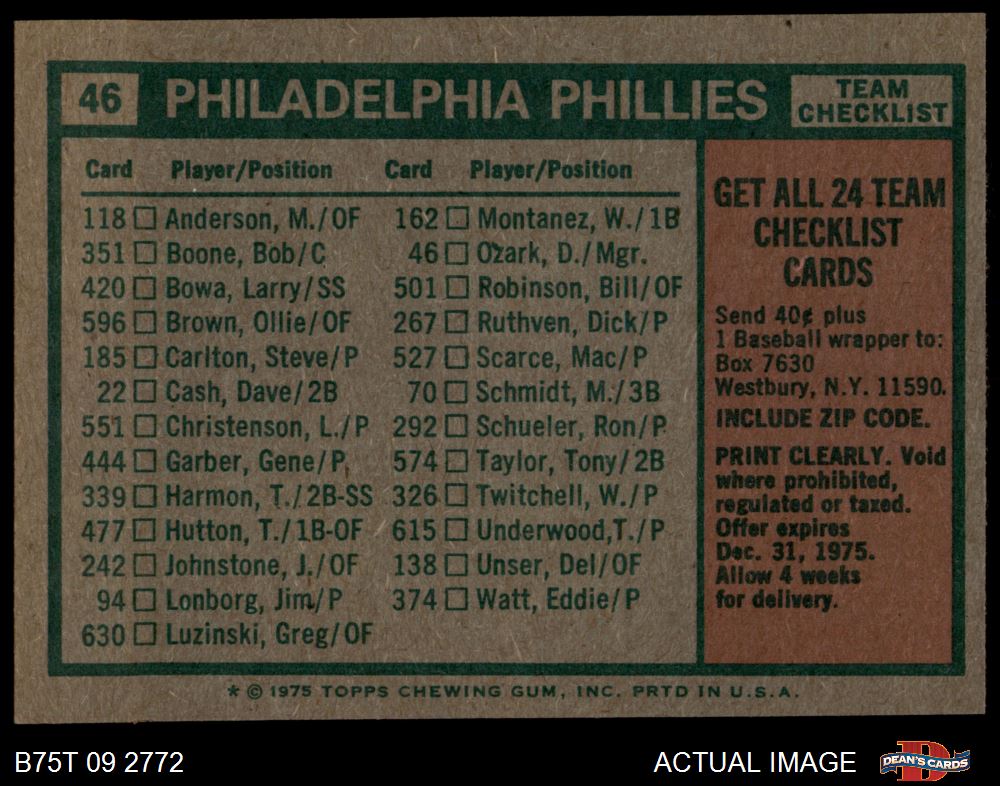 46 PHILADELPHIA PHILLIES TEAM CHECKLIST
Card Player/Position
118 Anderson, M./OF
351 Boone, Bob/C
420 Bowa, Larry/SS
596 Brown, Ollie/OF
185 Carlton, Steve/P
22 Cash, Dave/2B
551 Christenson, L./P
444 Garber, Gene/P
339 Harmon, T./2B-SS
477 Hutton, T./1B-OF
242 Johnstone, J./OF
94 Lonborg, Jim/P
630 Luzinski, Greg/OF
Card Player/Position
162 Montanez, W./1B
46 Ozark, D./Mgr.
501 Robinson, Bill/OF
267 Ruthven, Dick/P
527 Scarce, Mac/P
70 Schmidt, M./3B
292 Schueler, Ron/P
574 Taylor, Tony/2B
326 Twitchell, W./P
615 Underwood,T./P
138 Unser, Del/OF
374 Watt, Eddie/P
GET ALL 24 TEAM
CHECKLIST
CARDS
Send 40¢ plus
1 Baseball wrapper to:
Box 7630
Westbury, N.Y. 11590.
INCLUDE ZIP CODE.
PRINT CLEARLY. Void
where prohibited,
regulated or taxed.
Offer expires
Dec. 31, 1975.
Allow 4 weeks
for delivery.
* © 1975 TOPPS CHEWING GUM, INC. PRTD IN U.S.A.
B75T 09 2772
ACTUAL IMAGE
D
DEAN'S CARDS